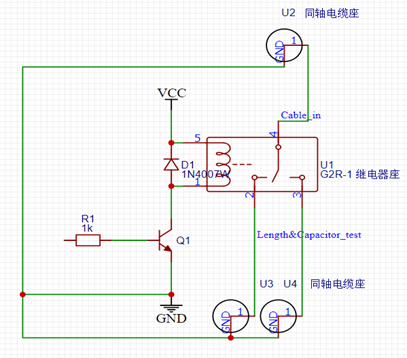 U2 同轴电缆座
1
GND
VCC
Cable_in
4
5
D1
1N4007W
1
U1
G2R-1 继电器座
2
3
R1
1k
Q1
Length&Capacitor_test
GND
U3 U4 同轴电缆座
1
GND
1
GND